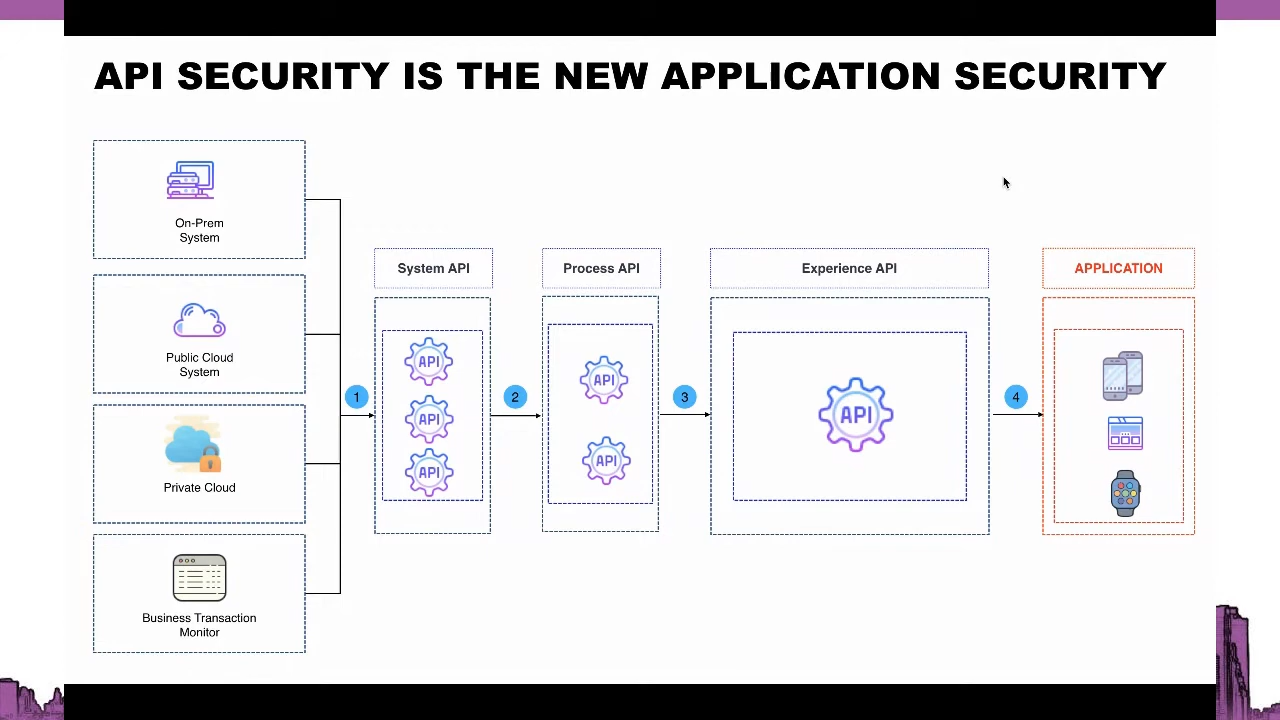 API SECURITY IS THE NEW APPLICATION SECURITY
On-Prem
System
Public Cloud
System
Private Cloud
Business Transaction
Monitor
1
System API
API
API
API
2
Process API
API
API
3
Experience API
API
4
APPLICATION